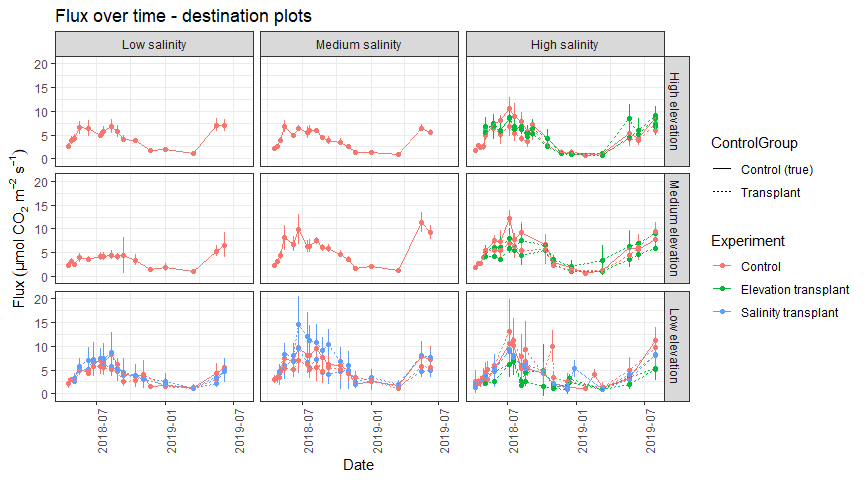 Flux over time - destination plots
Low salinity
Medium salinity
High salinity
20
15
10
5
0
High elevation
20
15
10
5
0
Medium elevation
20
15
10
5
0
Low elevation
Flux (µmol CO₂ m⁻² s⁻¹)
2018-07
2019-01
2019-07
2018-07
2019-01
2019-07
2018-07
2019-01
2019-07
Date
ControlGroup
Control (true)
Transplant
Experiment
Control
Elevation transplant
Salinity transplant